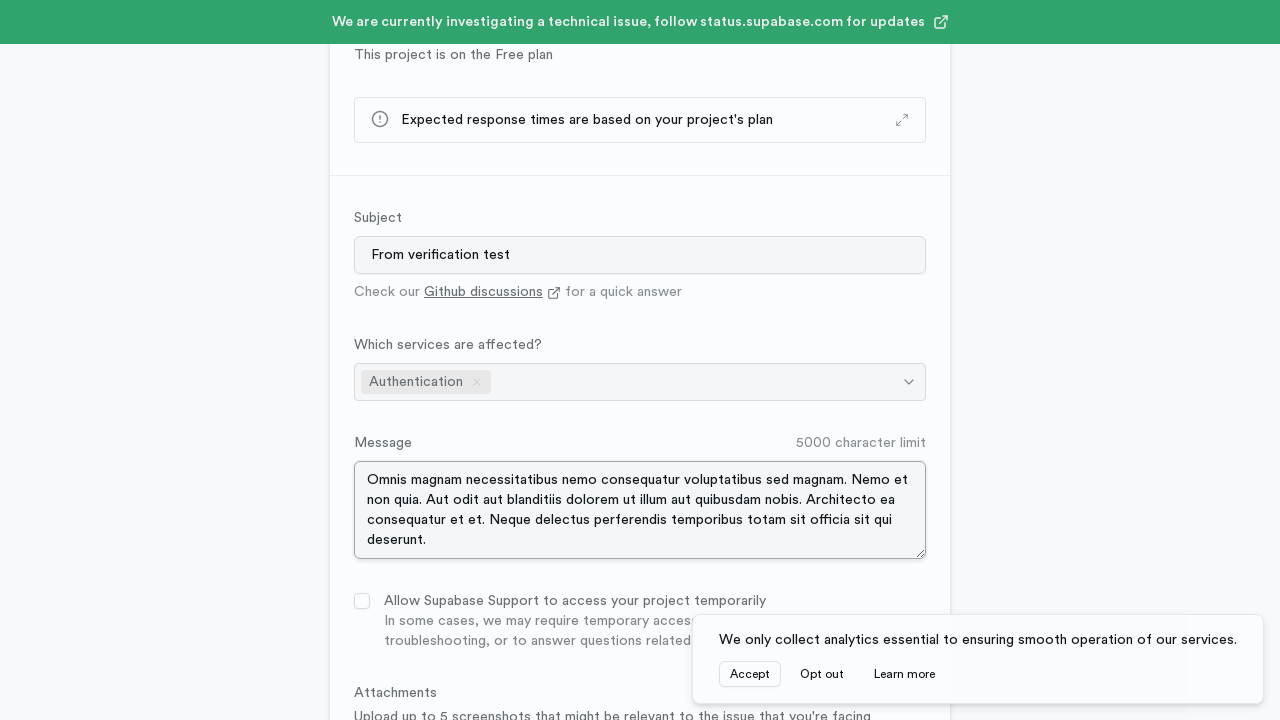 We are currently investigating a technical issue, follow status.supabase.com for updates
This project is on the Free plan
Expected response times are based on your project's plan
Subject
From verification test
Check our Github discussions for a quick answer
Which services are affected?
Authentication
Message
5000 character limit
Omnis magnam necessitatibus nemo consequatur voluptatibus sed magnam. Nemo et
non quia. Aut odit aut blanditiis dolorem ut illum aut quibusdam nobis. Architecto ea
consequatur et et. Neque delectus perferendis temporibus totam sit officia sit qui
deserunt.
Allow Supabase Support to access your project temporarily
In some cases, we may require temporary access
troubleshooting, or to answer questions related
We only collect analytics essential to ensuring smooth operation of our services.
Accept
Opt out
Learn more
Attachments
Upload up to 5 screenshots that might be relevant to the issue that you're facing